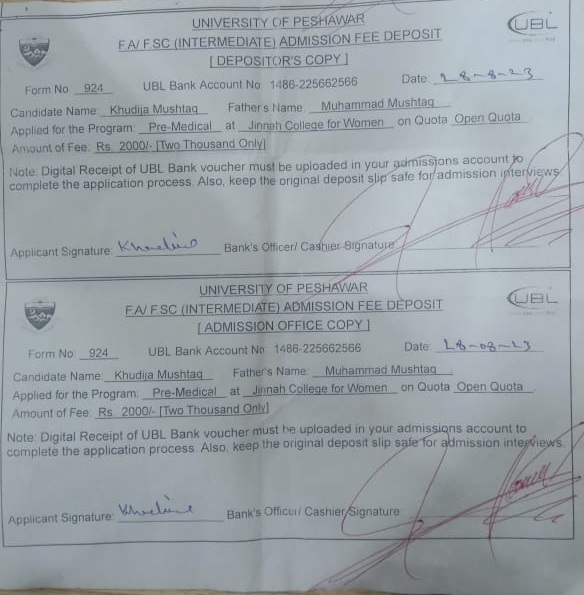 UNIVERSITY OF PESHAWAR
UBL
F.A/ F.SC (INTERMEDIATE) ADMISSION FEE DEPOSIT
[ DEPOSITOR'S COPY ]
Form No. 924 UBL Bank Account No. 1486-225662566 Date: 28-8-23
Candidate Name: Khudija Mushtaq Father's Name: Muhammad Mushtaq
Applied for the Program: Pre-Medical at Jinnah College for Women on Quota Open Quota
Amount of Fee: Rs. 2000/- [Two Thousand Only]
Note: Digital Receipt of UBL Bank voucher must be uploaded in your admissions account to
complete the application process. Also, keep the original deposit slip safe for admission interviews.
Applicant Signature: Bank's Officer/ Cashier Signature:
UNIVERSITY OF PESHAWAR
UBL
F.A/ F.SC (INTERMEDIATE) ADMISSION FEE DEPOSIT
[ ADMISSION OFFICE COPY ]
Form No: 924 UBL Bank Account No: 1486-225662566 Date: 28-08-23
Candidate Name: Khudija Mushtaq Father's Name: Muhammad Mushtaq
Applied for the Program: Pre-Medical at Jinnah College for Women on Quota Open Quota
Amount of Fee: Rs. 2000/- [Two Thousand Only]
Note: Digital Receipt of UBL Bank voucher must be uploaded in your admissions account to
complete the application process. Also, keep the original deposit slip safe for admission interviews.
Applicant Signature: Bank's Officer/ Cashier Signature: